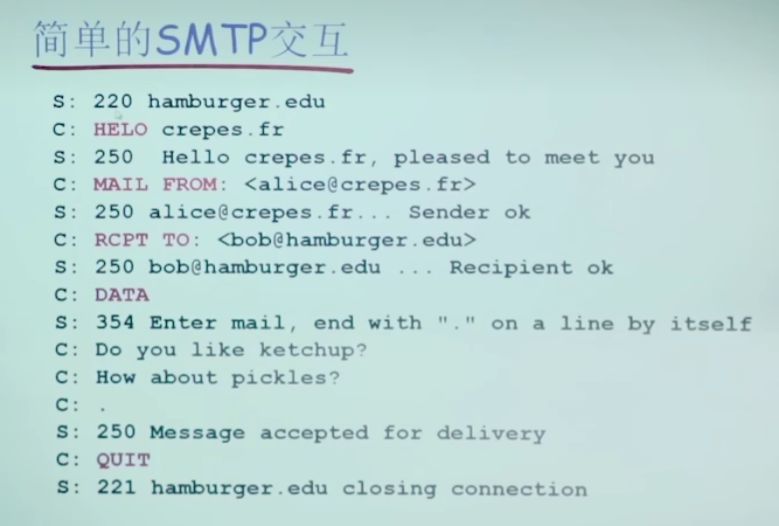 简单的SMTP交互
S: 220 hamburger.edu
C: HELO crepes.fr
S: 250  Hello crepes.fr, pleased to meet you
C: MAIL FROM: <alice@crepes.fr>
S: 250 alice@crepes.fr... Sender ok
C: RCPT TO: <bob@hamburger.edu>
S: 250 bob@hamburger.edu ... Recipient ok
C: DATA
S: 354 Enter mail, end with "." on a line by itself
C: Do you like ketchup?
C: How about pickles?
C: .
S: 250 Message accepted for delivery
C: QUIT
S: 221 hamburger.edu closing connection